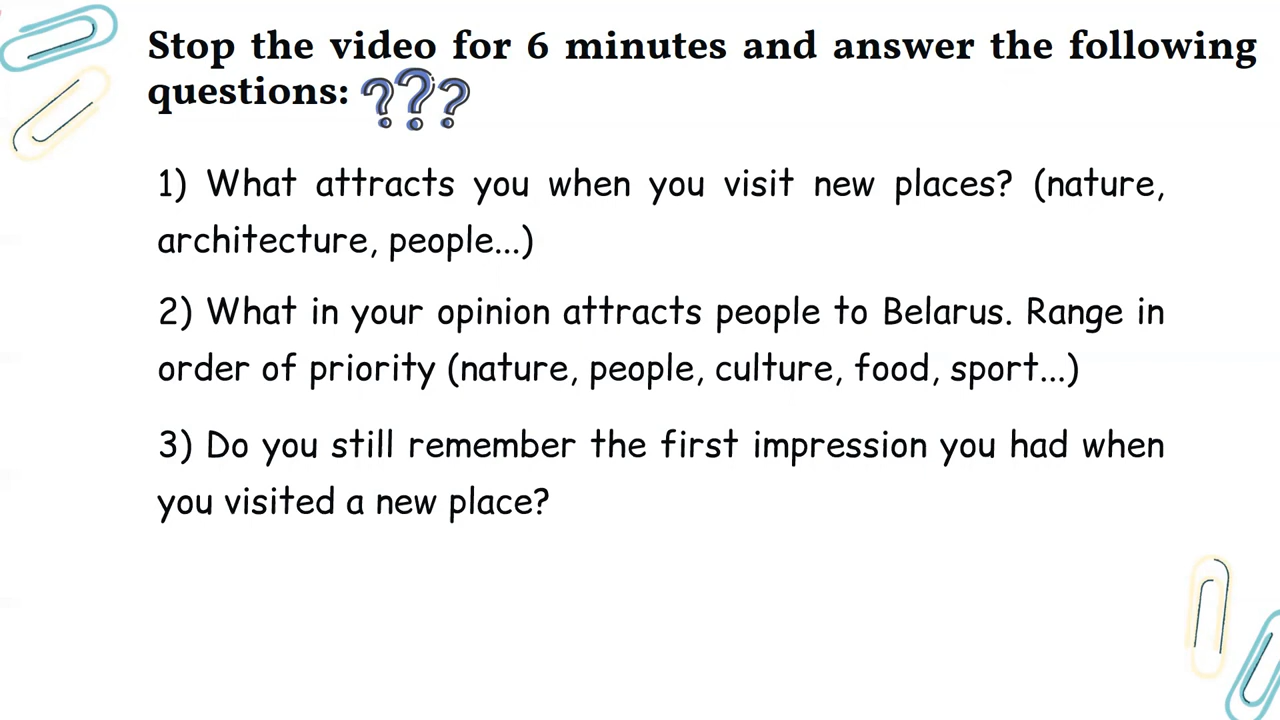 Stop the video for 6 minutes and answer the following
questions: ???
1) What attracts you when you visit new places? (nature,
architecture, people...)
2) What in your opinion attracts people to Belarus. Range in
order of priority (nature, people, culture, food, sport...)
3) Do you still remember the first impression you had when
you visited a new place?